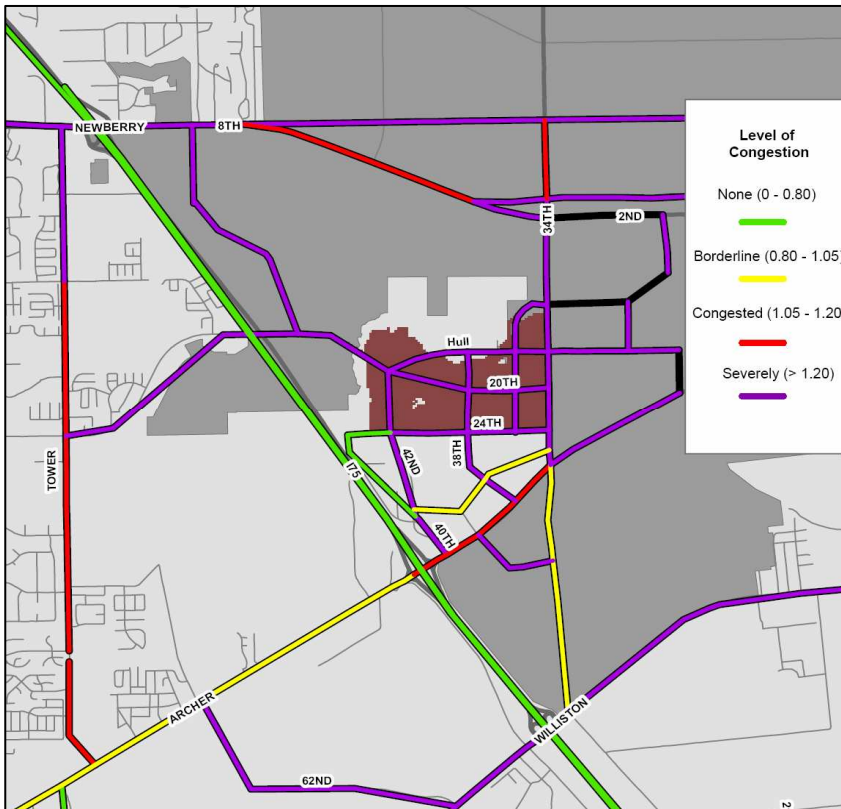 NEWBERRY
8TH
34TH
2ND
Hull
20TH
24TH
42ND
38TH
I75
TOWER
40TH
ARCHER
WILLISTON
62ND
2
Level of
Congestion
None (0 - 0.80)
Borderline (0.80 - 1.05)
Congested (1.05 - 1.20
Severely (> 1.20)